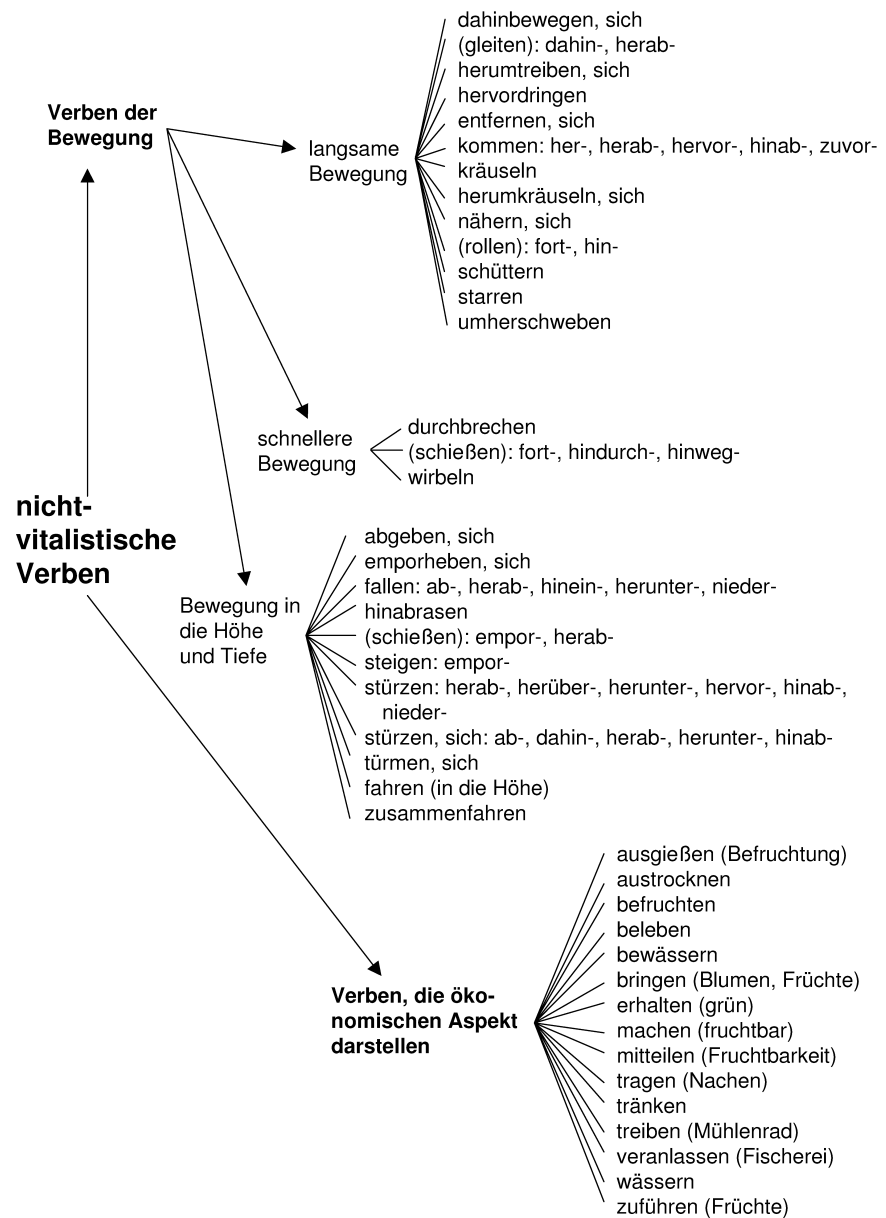 Verben der
Bewegung
langsame
Bewegung
dahinbewegen, sich
(gleiten): dahin-, herab-
herumtreiben, sich
hervordringen
entfernen, sich
kommen: her-, herab-, hervor-, hinab-, zuvor-
kräuseln
herumkräuseln, sich
nähern, sich
(rollen): fort-, hin-
schüttern
starren
umherschweben
schnellere
Bewegung
durchbrechen
(schießen): fort-, hindurch-, hinweg-
wirbeln
nicht-
vitalistische
Verben
Bewegung in
die Höhe
und Tiefe
abgeben, sich
emporheben, sich
fallen: ab-, herab-, hinein-, herunter-, nieder-
hinabrasen
(schießen): empor-, herab-
steigen: empor-
stürzen: herab-, herüber-, herunter-, hervor-, hinab-,
nieder-
stürzen, sich: ab-, dahin-, herab-, herunter-, hinab-
türmen, sich
fahren (in die Höhe)
zusammenfahren
Verben, die öko-
nomischen Aspekt
darstellen
ausgießen (Befruchtung)
austrocknen
befruchten
beleben
bewässern
bringen (Blumen, Früchte)
erhalten (grün)
machen (fruchtbar)
mitteilen (Fruchtbarkeit)
tragen (Nachen)
tränken
treiben (Mühlenrad)
veranlassen (Fischerei)
wässern
zuführen (Früchte)